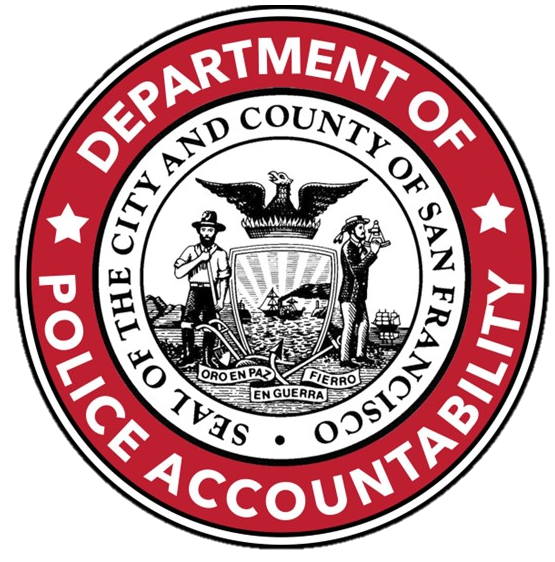 DEPARTMENT OF
POLICE ACCOUNTABILITY
SEAL OF THE CITY AND COUNTY OF SAN FRANCISCO
ORO EN PAZ
FIERRO
EN GUERRA